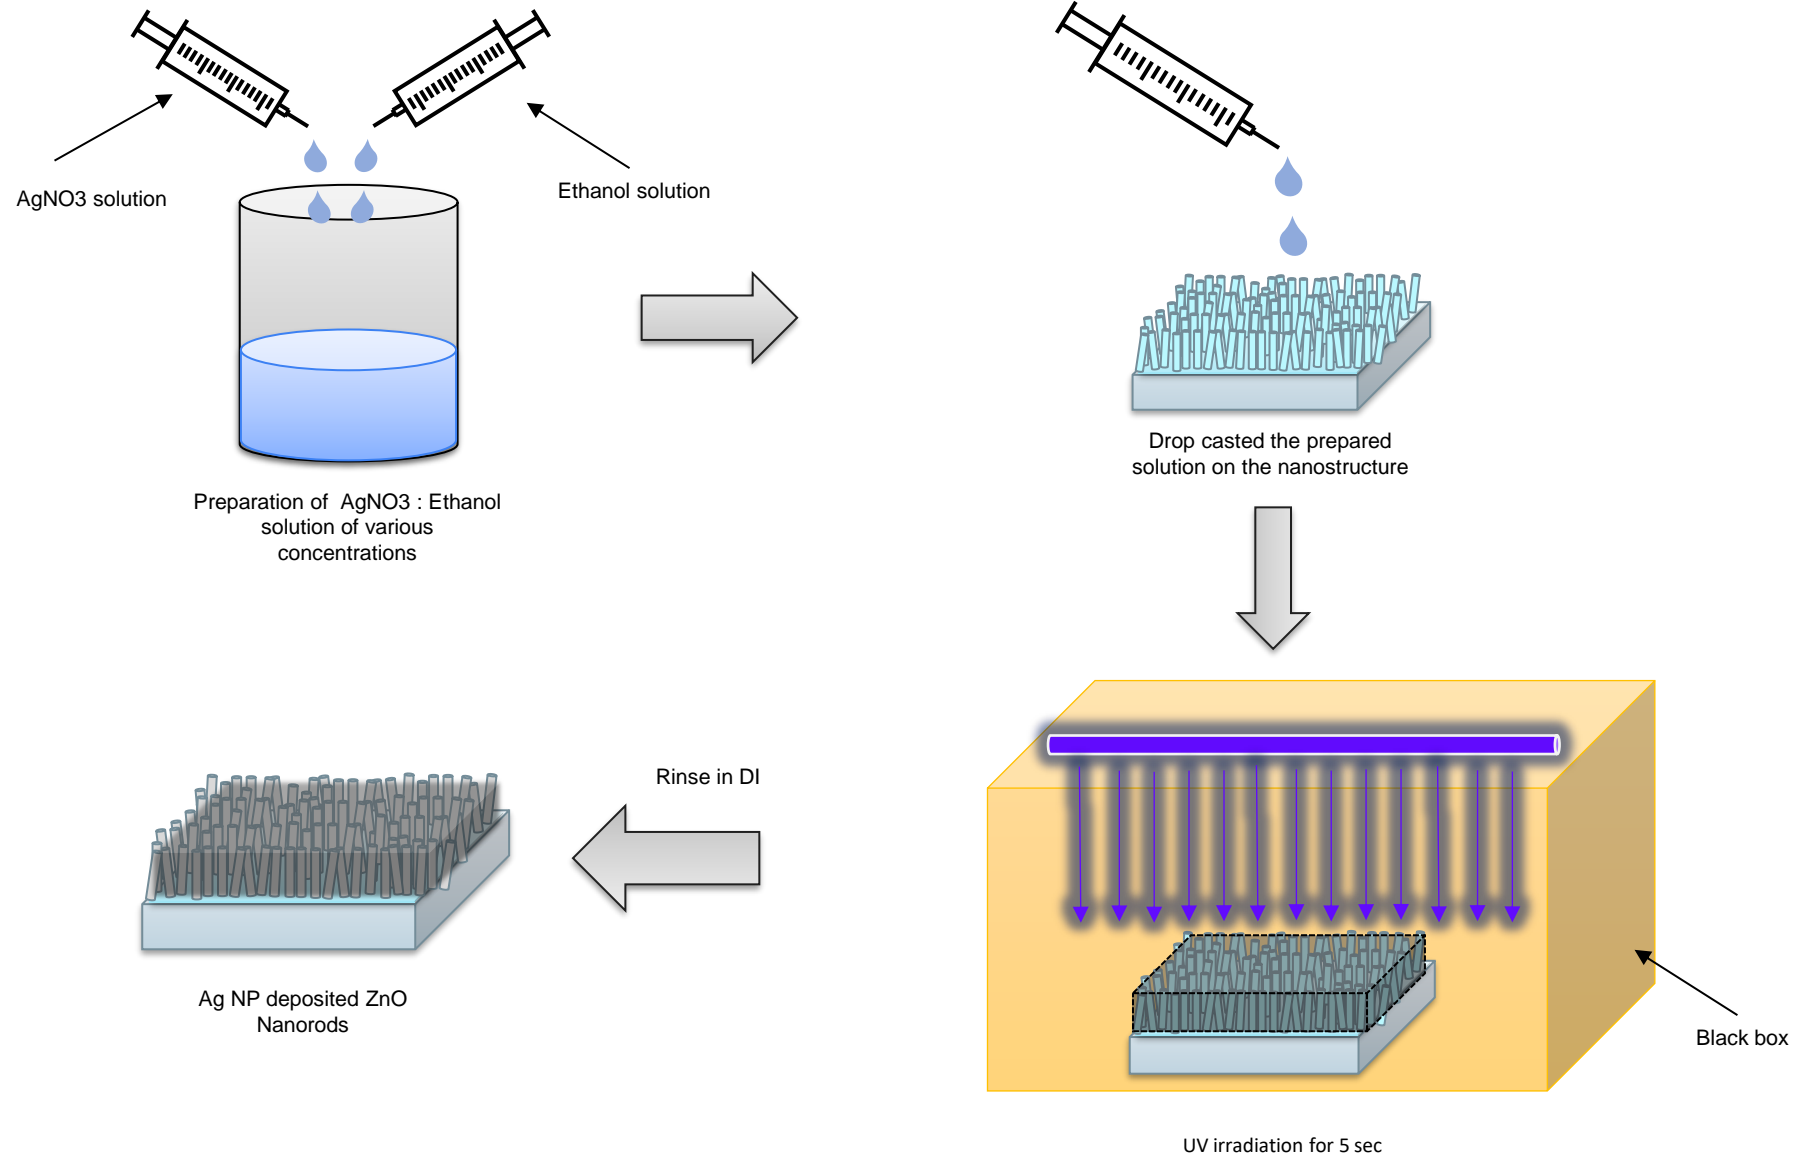 AgNO3 solution
Ethanol solution
Preparation of  AgNO3 : Ethanol
solution of various
concentrations
Drop casted the prepared
solution on the nanostructure
Black box
UV irradiation for 5 sec
Rinse in DI
Ag NP deposited ZnO
Nanorods